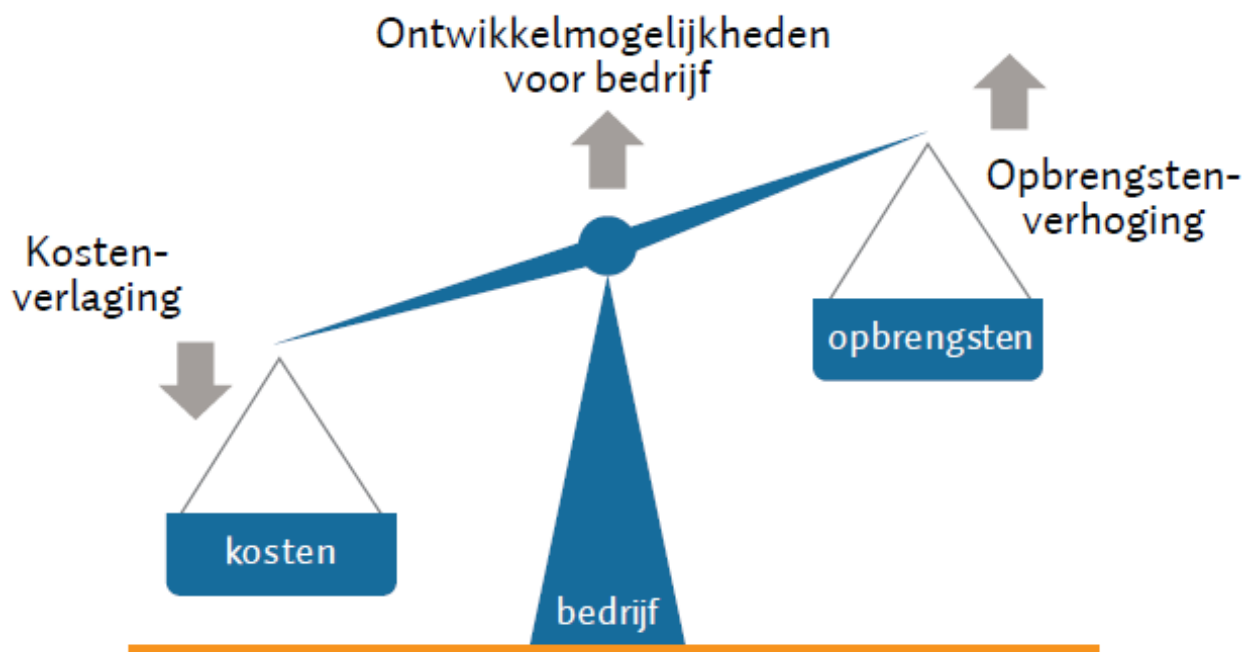 Ontwikkelmogelijkheden
voor bedrijf
Opbrengsten-
verhoging
Kosten-
verlaging
opbrengsten
kosten
bedrijf